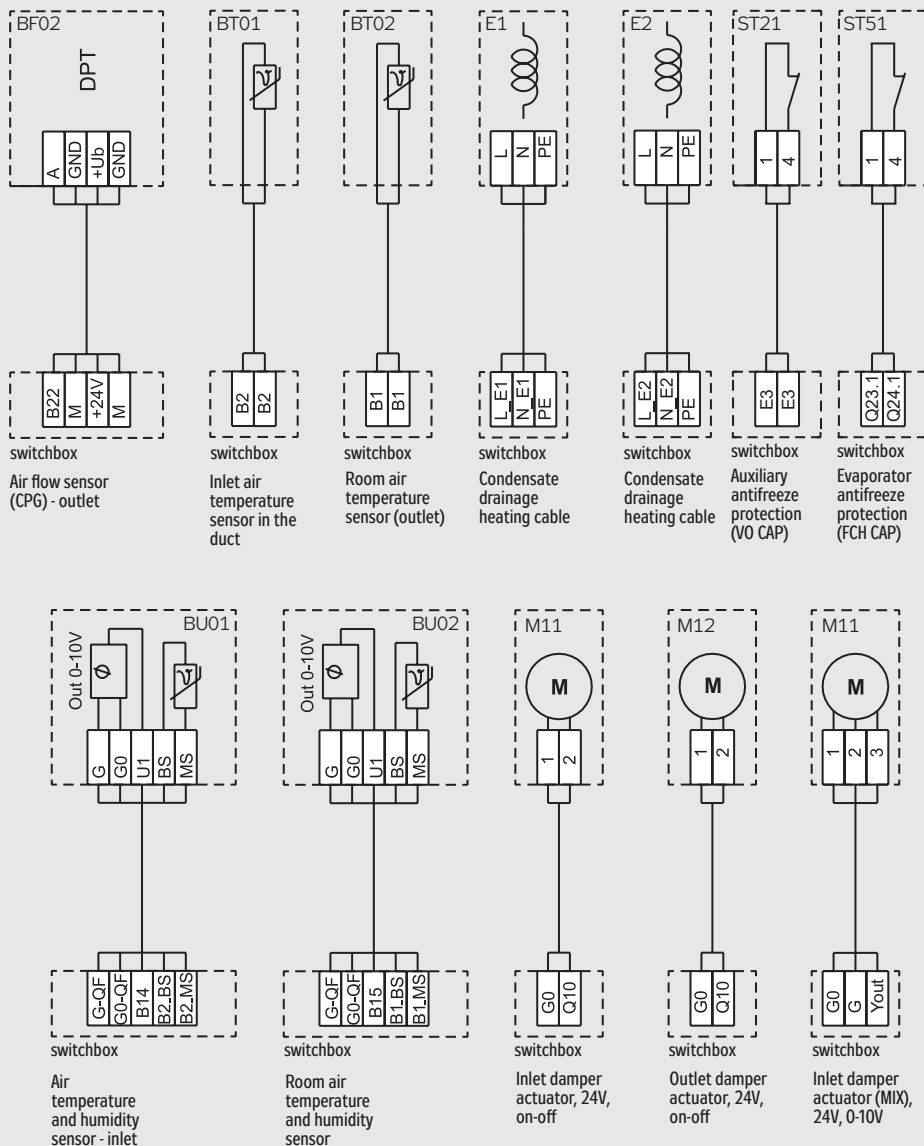 BF02
DPT
A
GND
+Ub
GND
B22
M
+24V
M
switchbox
Air flow sensor
(CPG) - outlet
BT01
B2
B2
switchbox
Inlet air
temperature
sensor in the
duct
BT02
B1
B1
switchbox
Room air
temperature
sensor (outlet)
E1
L
N
PE
L_E1
N_E1
PE
switchbox
Condensate
drainage
heating cable
E2
L
N
PE
L_E2
N_E2
PE
switchbox
Condensate
drainage
heating cable
ST21
1
4
E3
E3
switchbox
Auxiliary
antifreeze
protection
(VO CAP)
ST51
1
4
Q23.1
Q24.1
switchbox
Evaporator
antifreeze
protection
(FCH CAP)
BU01
Out 0-10V
G
G0
U1
BS
MS
G-QF
G0-QF
B14
B2_BS
B2_MS
switchbox
Air
temperature
and humidity
sensor - inlet
BU02
Out 0-10V
G
G0
U1
BS
MS
G-QF
G0-QF
B15
B1_BS
B1_MS
switchbox
Room air
temperature
and humidity
sensor
M11
M
1
2
G0
Q10
switchbox
Inlet damper
actuator, 24V,
on-off
M12
M
1
2
G0
Q10
switchbox
Outlet damper
actuator, 24V,
on-off
M11
M
1
2
3
G0
G
Yout
switchbox
Inlet damper
actuator (MIX),
24V, 0-10V